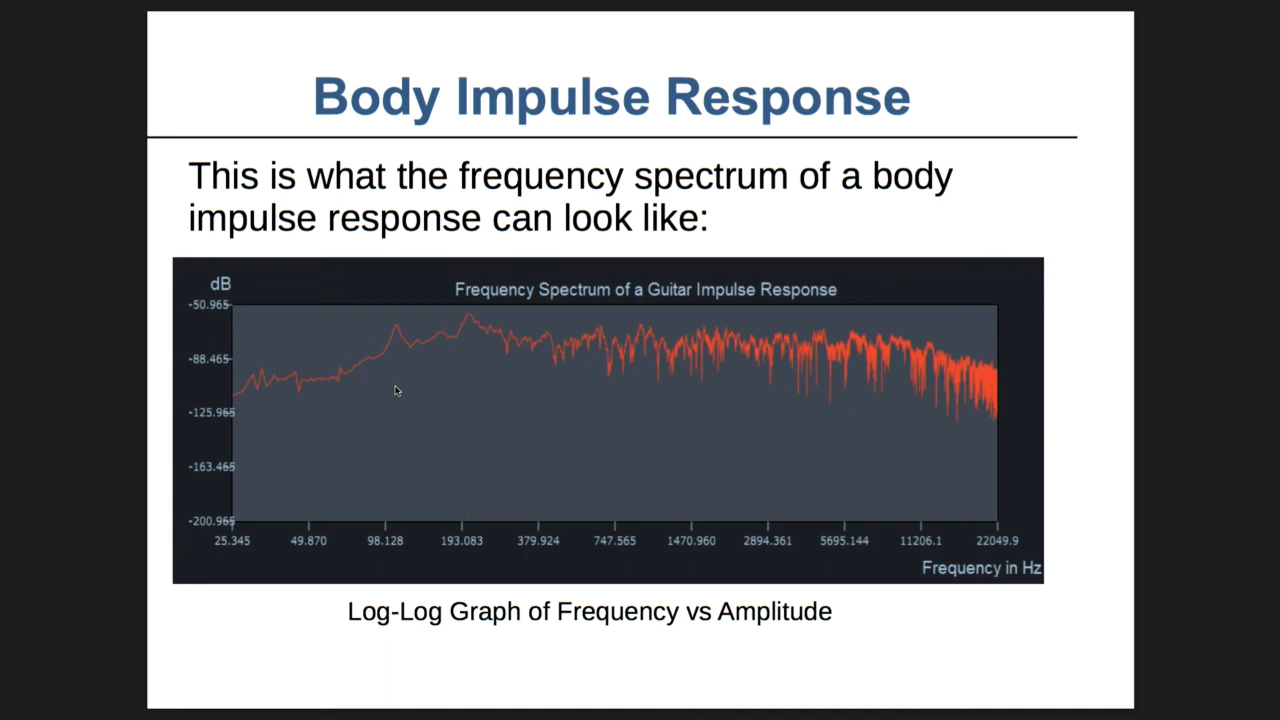 Body Impulse Response
This is what the frequency spectrum of a body
impulse response can look like:
dB
Frequency Spectrum of a Guitar Impulse Response
-50.965
-88.465
-125.965
-163.465
-200.965
25.345 49.870 98.128 193.083 379.924 747.565 1470.960 2894.361 5695.144 11206.1 22049.9
Frequency in Hz
Log-Log Graph of Frequency vs Amplitude